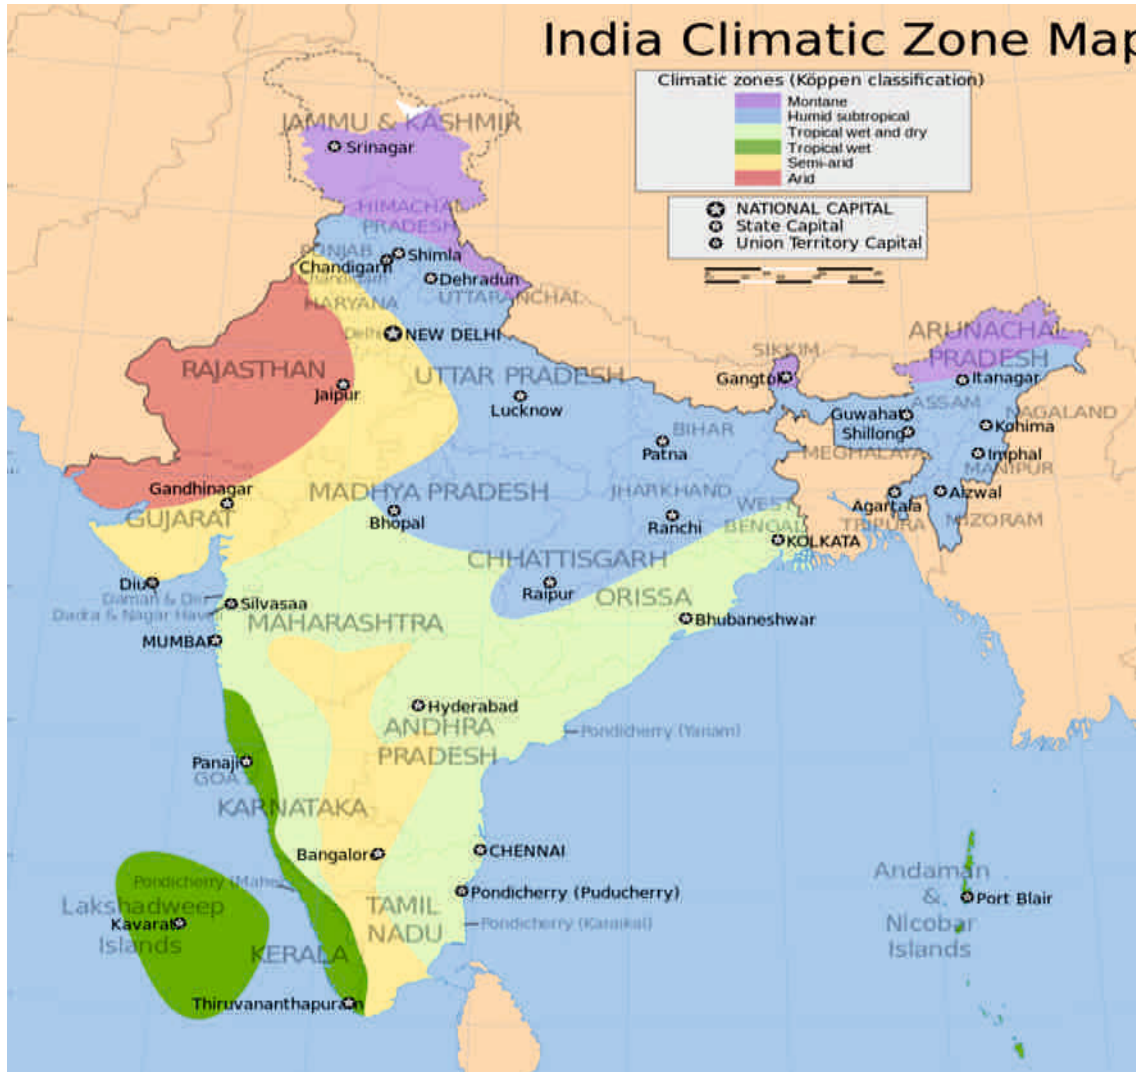 India Climatic Zone Map
Climatic zones (Köppen classification)
Montane
Humid subtropical
Tropical wet and dry
Tropical wet
Semi-arid
Arid
NATIONAL CAPITAL
State Capital
Union Territory Capital
JAMMU & KASHMIR
Srinagar
HIMACHAL
PRADESH
PUNJAB
Shimla
Chandigarh
Chandigarh
Dehradun
UTTARANCHAL
HARYANA
Delhi
NEW DELHI
RAJASTHAN
Jaipur
UTTAR PRADESH
Lucknow
SIKKIM
Gangtok
ARUNACHAL
PRADESH
Itanagar
ASSAM
Guwahati
NAGALAND
Kohima
Shillong
BIHAR
Patna
MEGHALAYA
Imphal
MANIPUR
Gandhinagar
GUJARAT
MADHYA PRADESH
Bhopal
JHARKHAND
Ranchi
WEST
BENGAL
KOLKATA
Agartala
TRIPURA
Aizwal
MIZORAM
CHHATTISGARH
Raipur
ORISSA
Bhubaneshwar
Diu
Daman & Diu
Dadra & Nagar Haveli
Silvasaa
MAHARASHTRA
MUMBAI
Hyderabad
ANDHRA
PRADESH
Pondicherry (Yanam)
Panaji
GOA
KARNATAKA
Bangalore
CHENNAI
Pondicherry (Mahe)
Pondicherry (Puducherry)
Lakshadweep
Islands
Kavarati
TAMIL
NADU
Pondicherry (Karaikal)
KERALA
Thiruvananthapuram
Andaman
&
Nicobar
Islands
Port Blair